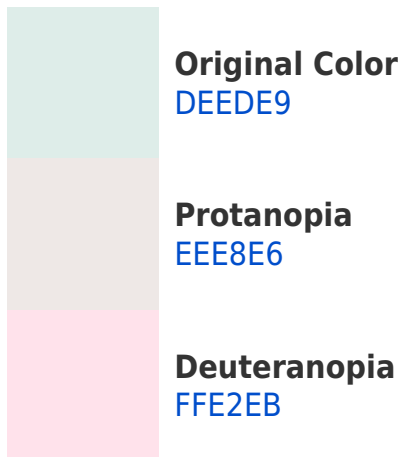 Original Color
DEEDE9
Protanopia
EEE8E6
Deuteranopia
FFE2EB